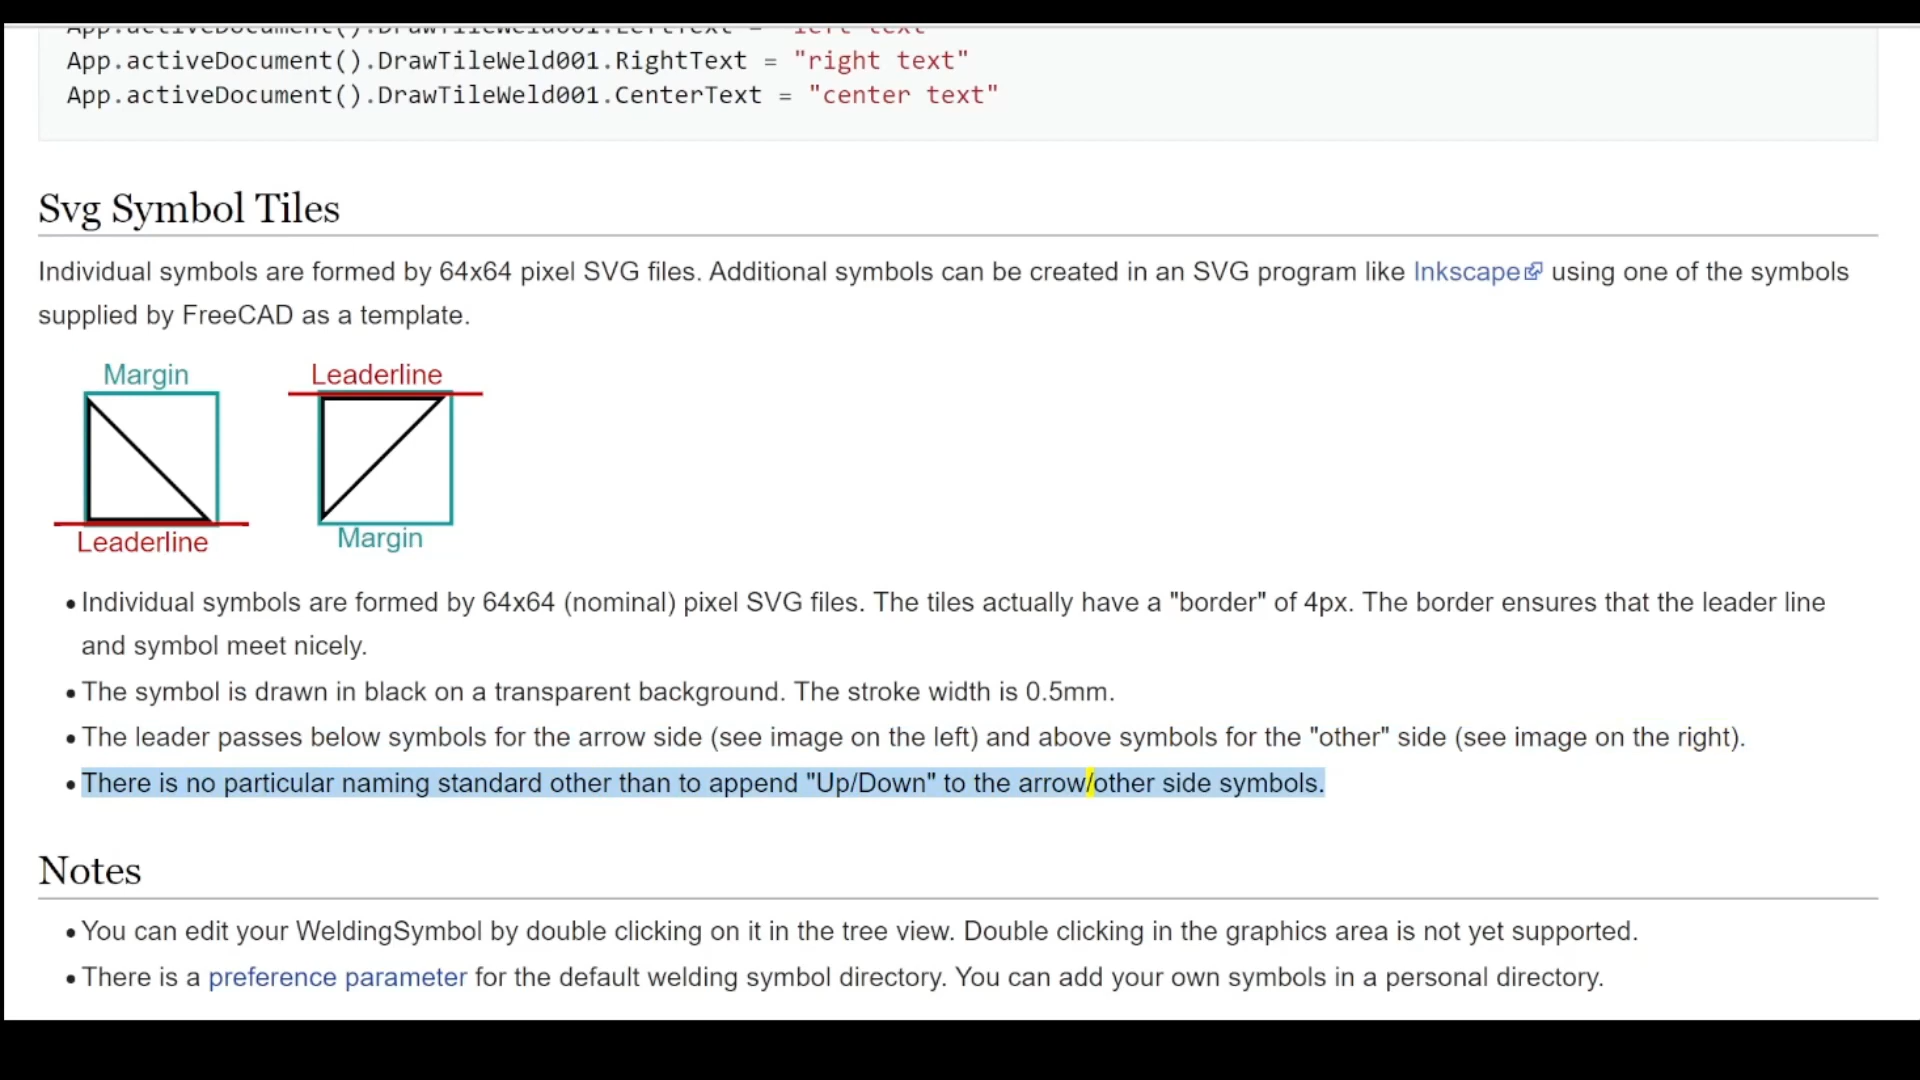 App.activeDocument().DrawTileWeld001.LeftText = "left text"
App.activeDocument().DrawTileWeld001.RightText = "right text"
App.activeDocument().DrawTileWeld001.CenterText = "center text"
Svg Symbol Tiles
Individual symbols are formed by 64x64 pixel SVG files. Additional symbols can be created in an SVG program like Inkscape using one of the symbols
supplied by FreeCAD as a template.
Margin Leaderline
Leaderline Margin
• Individual symbols are formed by 64x64 (nominal) pixel SVG files. The tiles actually have a "border" of 4px. The border ensures that the leader line
and symbol meet nicely.
• The symbol is drawn in black on a transparent background. The stroke width is 0.5mm.
• The leader passes below symbols for the arrow side (see image on the left) and above symbols for the "other" side (see image on the right).
• There is no particular naming standard other than to append "Up/Down" to the arrow/other side symbols.
Notes
• You can edit your WeldingSymbol by double clicking on it in the tree view. Double clicking in the graphics area is not yet supported.
• There is a preference parameter for the default welding symbol directory. You can add your own symbols in a personal directory.